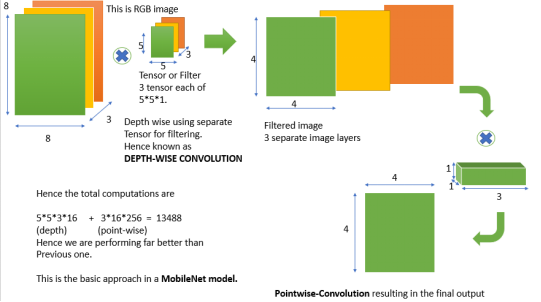 8
This is RGB image
5
3
5
8
3
Tensor or Filter
3 tensor each of
5*5*1.
Depth wise using separate
Tensor for filtering.
Hence known as
DEPTH-WISE CONVOLUTION
4
4
Filtered image
3 separate image layers
1
1
3
4
4
Hence the total computations are
5*5*3*16 + 3*16*256 = 13488
(depth) (point-wise)
Hence we are performing far better than
Previous one.
This is the basic approach in a MobileNet model.
Pointwise-Convolution resulting in the final output